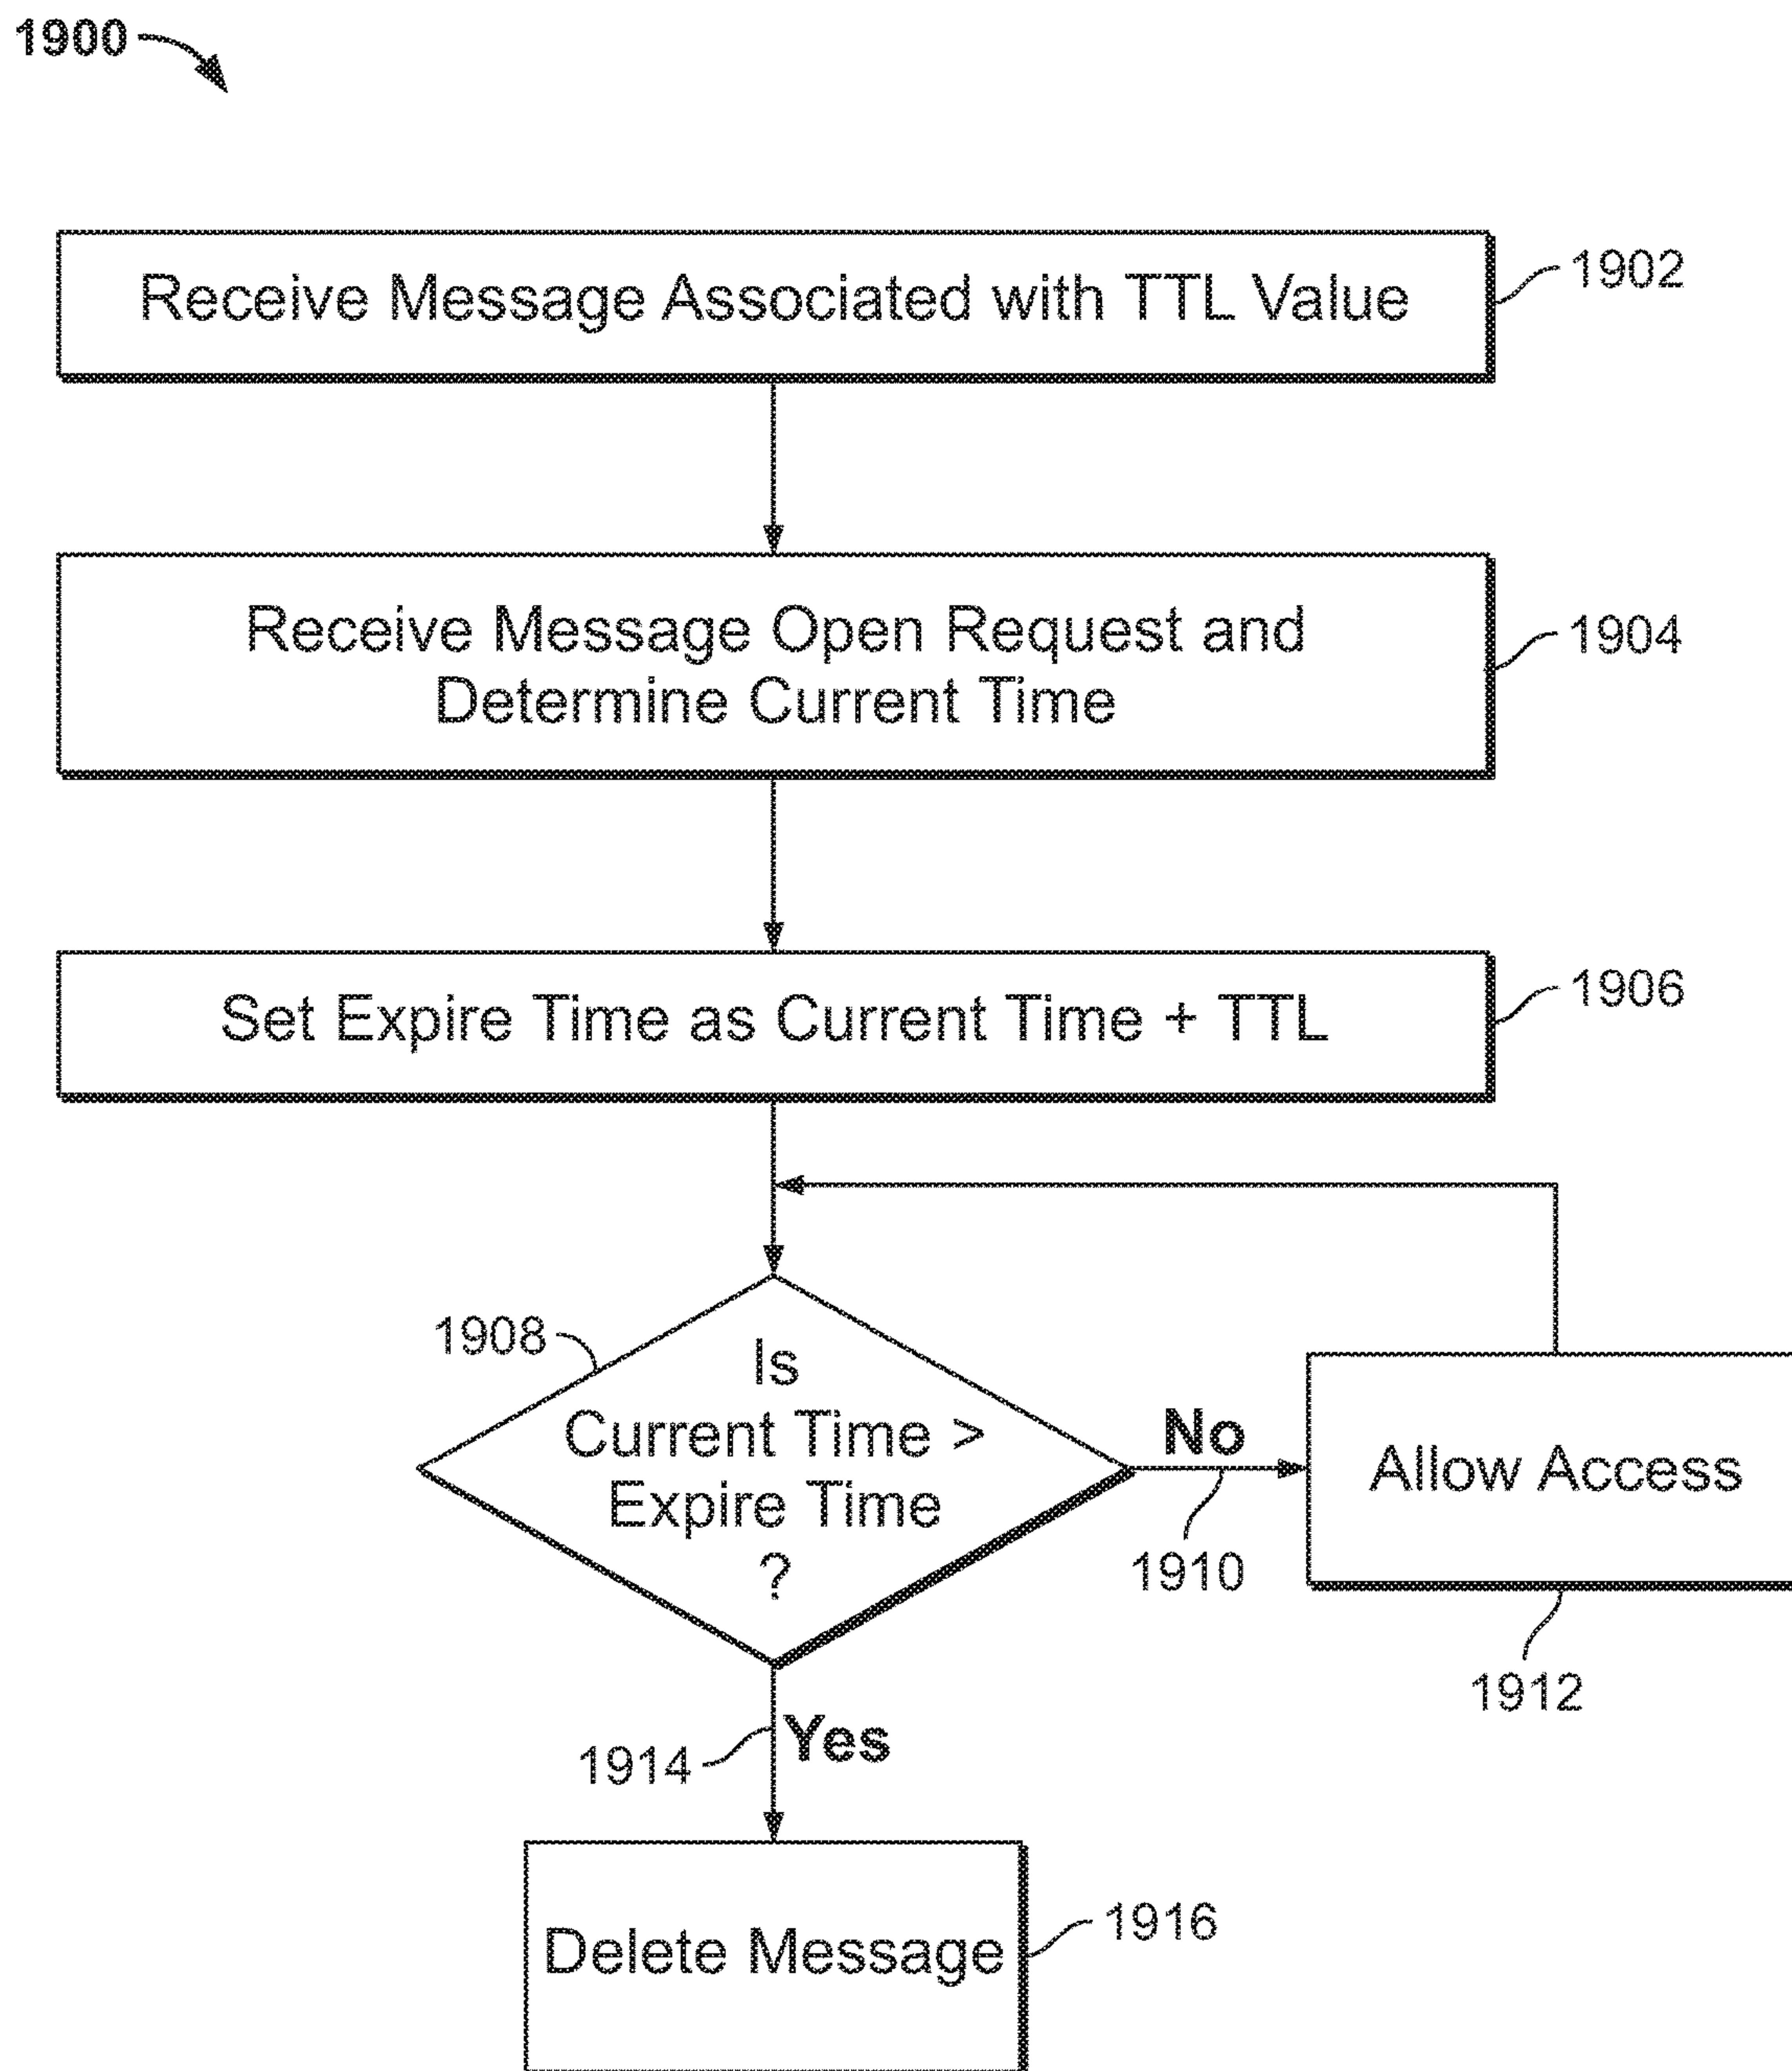 1900
Receive Message Associated with TTL Value
1902
Receive Message Open Request and
Determine Current Time
1904
Set Expire Time as Current Time + TTL
1906
1908
Is
Current Time >
Expire Time
?
No
1910
Allow Access
1912
Yes
1914
Delete Message
1916